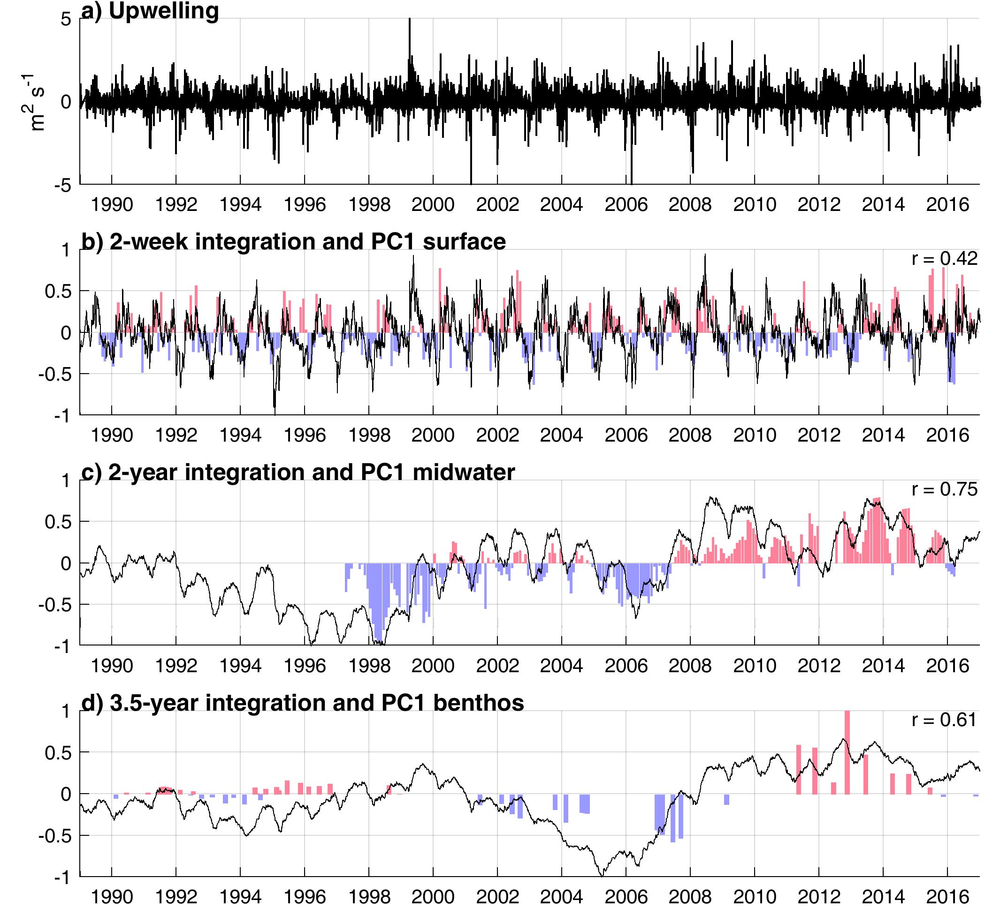 a) Upwelling
5
0
-5
m2 s-1
1990 1992 1994 1996 1998 2000 2002 2004 2006 2008 2010 2012 2014 2016
b) 2-week integration and PC1 surface
r = 0.42
1
0.5
0
-0.5
-1
1990 1992 1994 1996 1998 2000 2002 2004 2006 2008 2010 2012 2014 2016
c) 2-year integration and PC1 midwater
r = 0.75
1
0.5
0
-0.5
-1
1990 1992 1994 1996 1998 2000 2002 2004 2006 2008 2010 2012 2014 2016
d) 3.5-year integration and PC1 benthos
r = 0.61
1
0.5
0
-0.5
-1
1990 1992 1994 1996 1998 2000 2002 2004 2006 2008 2010 2012 2014 2016